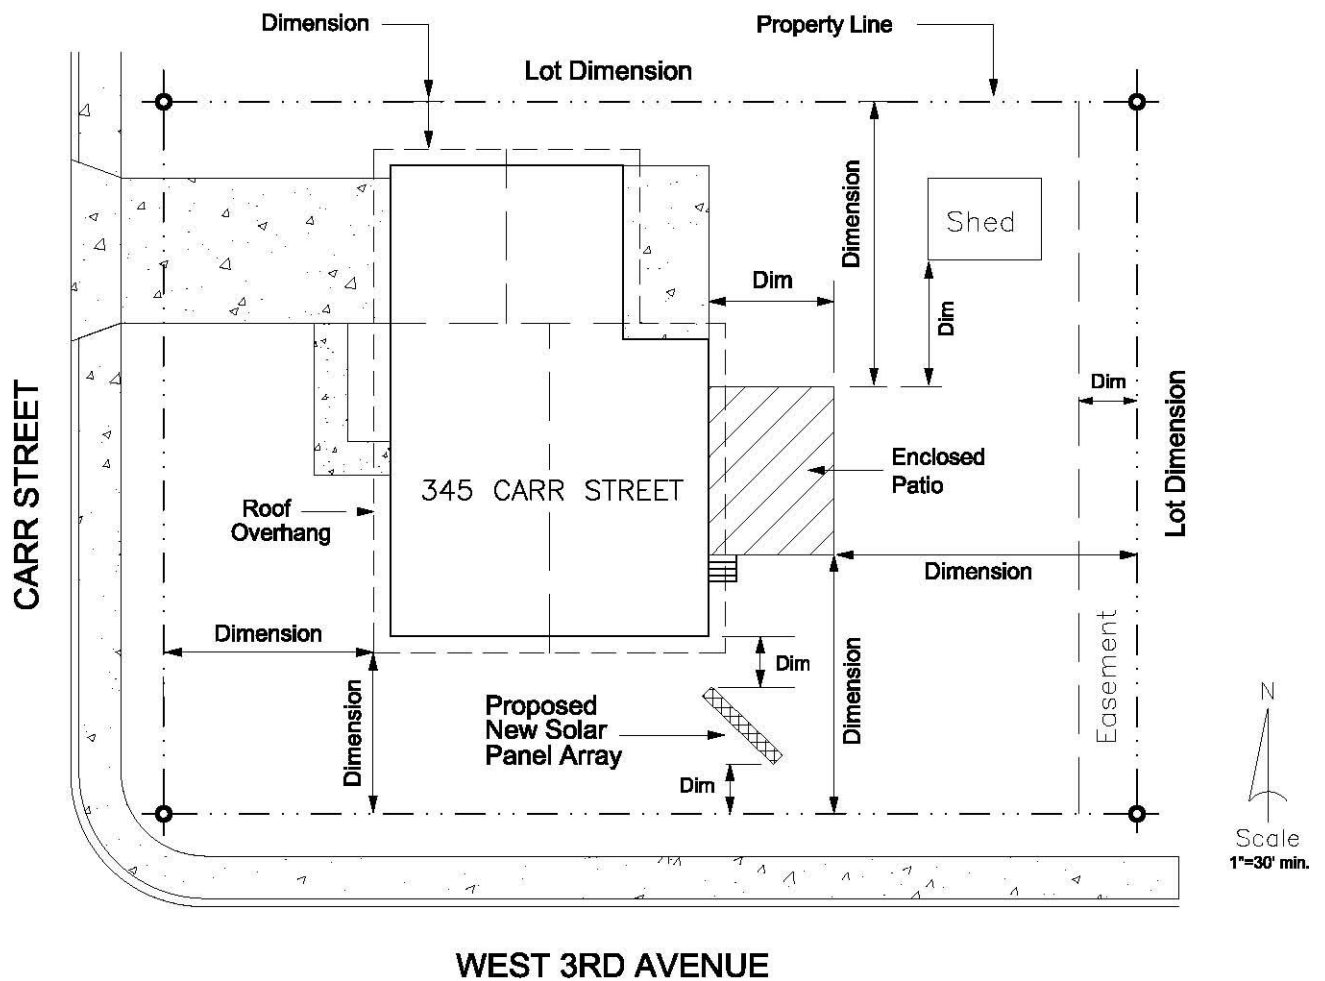 Dimension
Property Line
Lot Dimension
Dimension
Shed
Dim
Dim
Dim
CARR STREET
Lot Dimension
Enclosed
Patio
345 CARR STREET
Roof
Overhang
Dimension
Dimension
Easement
Dim
Dimension
Dimension
Proposed
New Solar
Panel Array
Dim
N
Scale
1"=30' min.
WEST 3RD AVENUE